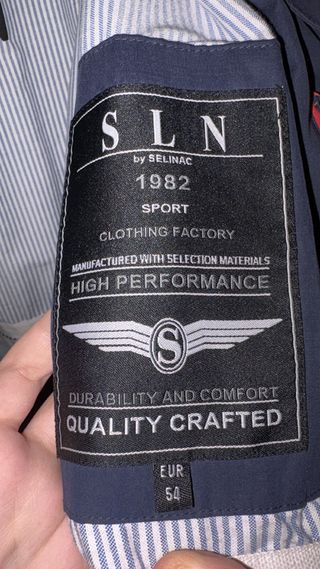 S L N
by SELINAC
1982
SPORT
CLOTHING FACTORY
MANUFACTURED WITH SELECTION MATERIALS
HIGH PERFORMANCE
S
DURABILITY AND COMFORT
QUALITY CRAFTED
EUR
54